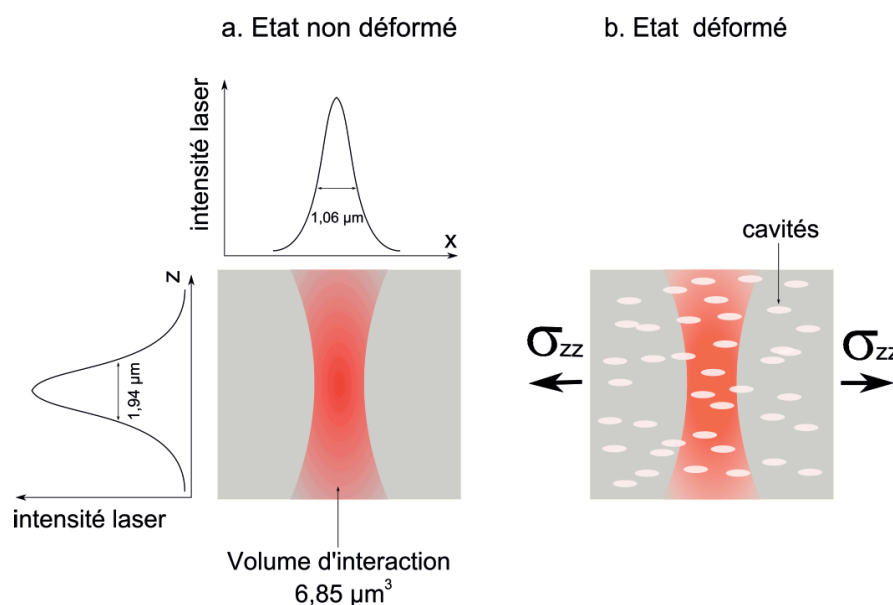 a. Etat non déformé
b. Etat déformé
intensité laser
1,06 µm
x
cavités
z
1,94 µm
σzz
σzz
intensité laser
Volume d'interaction
6,85 µm³